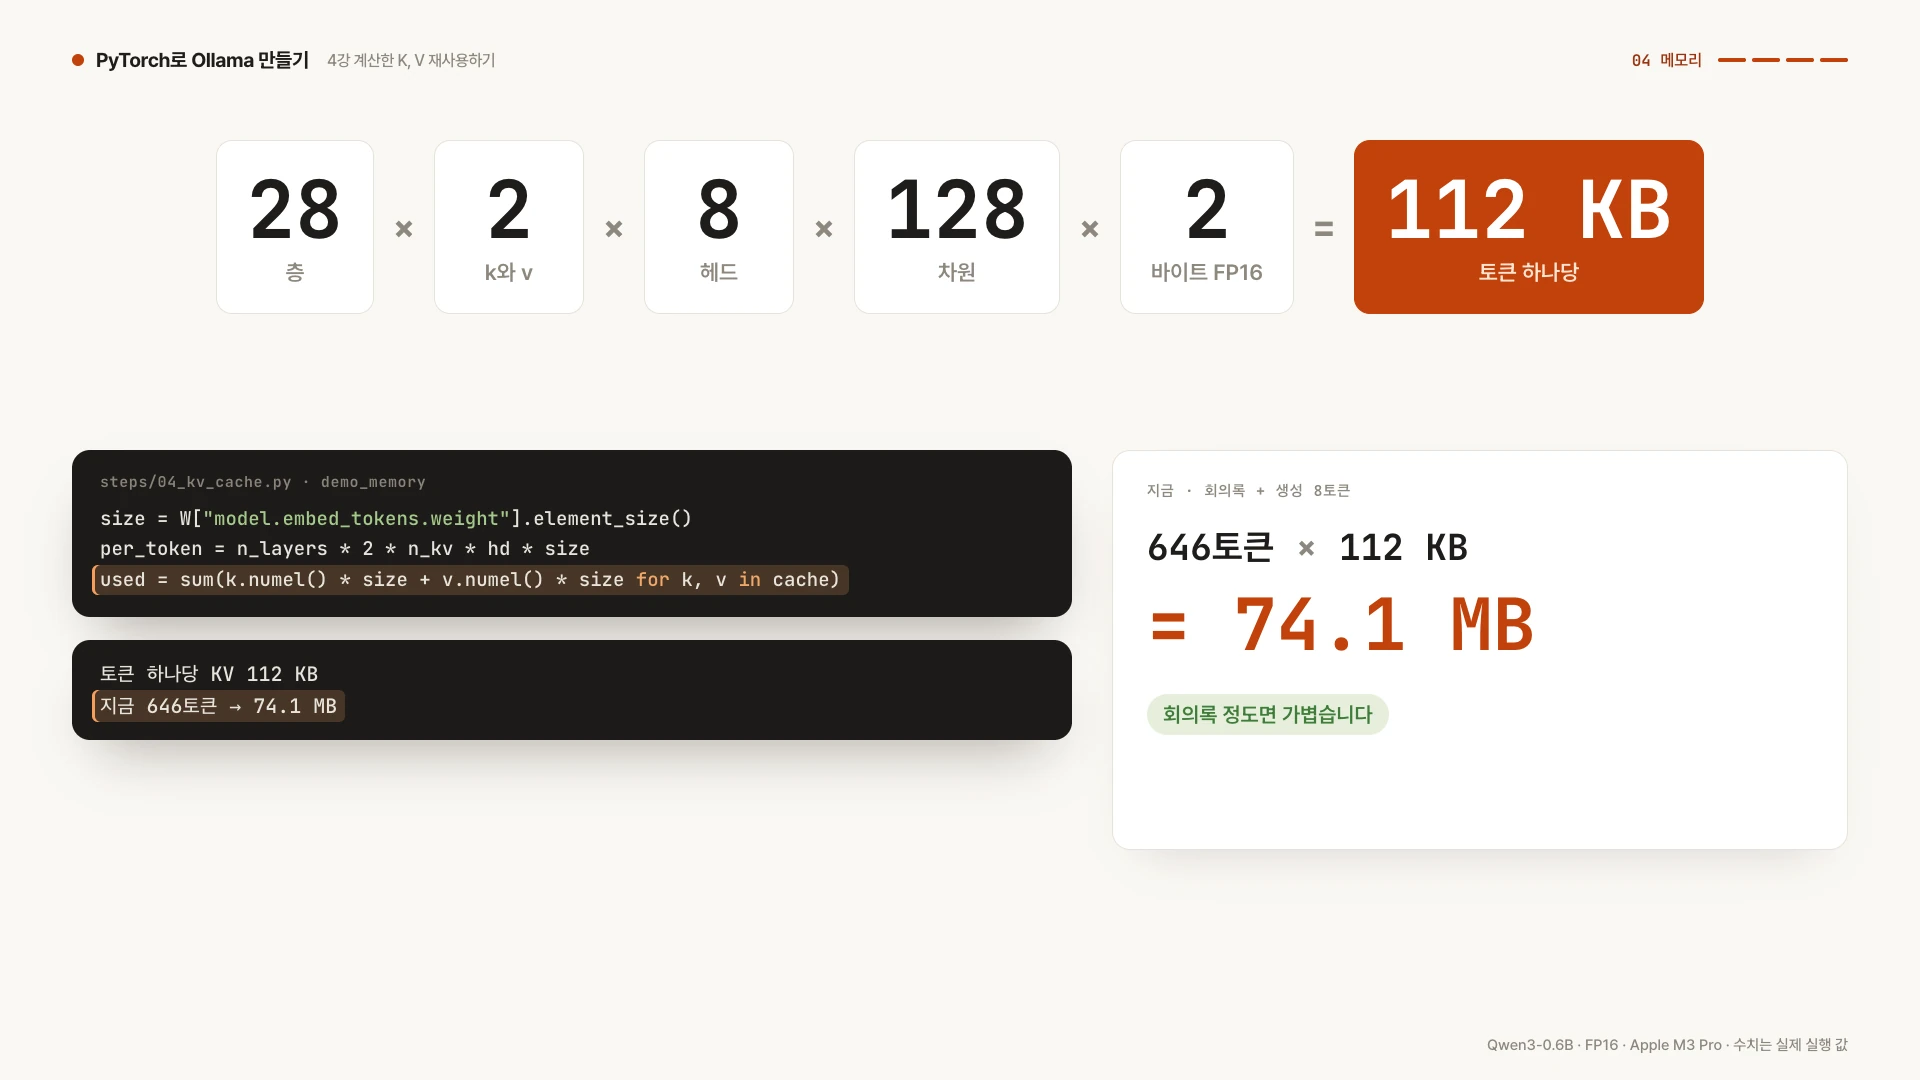 PyTorch로 Ollama 만들기 4강 계산한 K, V 재사용하기
04 메모리
28 × 2 × 8 × 128 × 2 = 112 KB
층 k와 v 헤드 차원 바이트 FP16 토큰 하나당
steps/04_kv_cache.py · demo_memory
size = W["model.embed_tokens.weight"].element_size()
per_token = n_layers * 2 * n_kv * hd * size
used = sum(k.numel() * size + v.numel() * size for k, v in cache)
토큰 하나당 KV 112 KB
지금 646토큰 → 74.1 MB
지금 · 회의록 + 생성 8토큰
646토큰 × 112 KB
= 74.1 MB
회의록 정도면 가볍습니다
Qwen3-0.6B · FP16 · Apple M3 Pro · 수치는 실제 실행 값